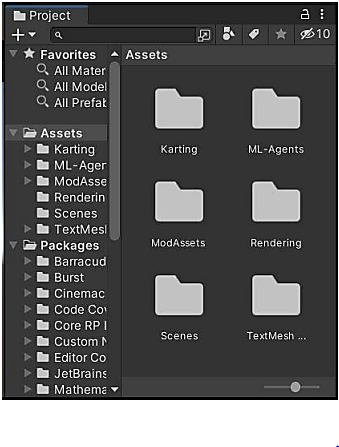 Project
10
Favorites
All Mater
All Model
All Prefat
Assets
Karting
ML-Agen
ModAsse
Renderin
Scenes
TextMesh
Packages
Barracud
Burst
Cinemac
Code Cov
Core RP l
Custom N
Editor Co
JetBrains
Mathema
Assets
Karting
ML-Agents
ModAssets
Rendering
Scenes
TextMesh ...